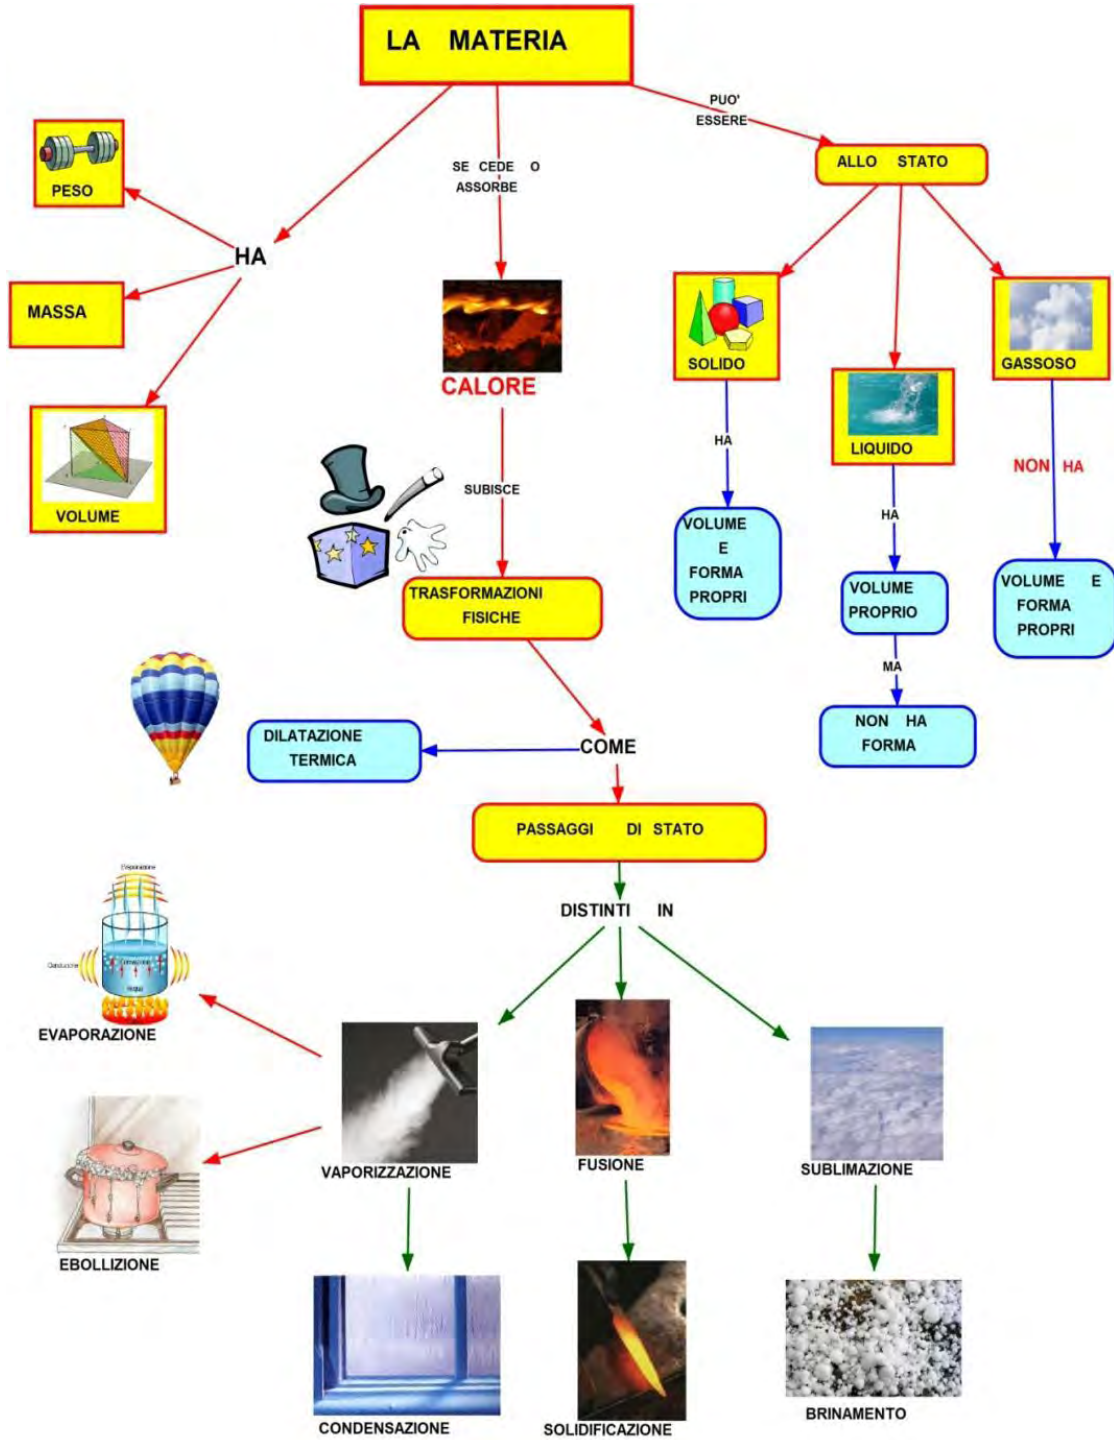 LA MATERIA
PUO'
ESSERE
SE CEDE O
ASSORBE
ALLO STATO
PESO
HA
MASSA
VOLUME
CALORE
SOLIDO
LIQUIDO
GASSOSO
HA
NON HA
SUBISCE
HA
VOLUME
E
FORMA
PROPRI
VOLUME
PROPRIO
VOLUME E
FORMA
PROPRI
MA
NON HA
FORMA
TRASFORMAZIONI
FISICHE
DILATAZIONE
TERMICA
COME
PASSAGGI DI STATO
DISTINTI IN
Evaporazione
Conduzione
EVAPORAZIONE
EBOLLIZIONE
VAPORIZZAZIONE
FUSIONE
SUBLIMAZIONE
CONDENSAZIONE
SOLIDIFICAZIONE
BRINAMENTO